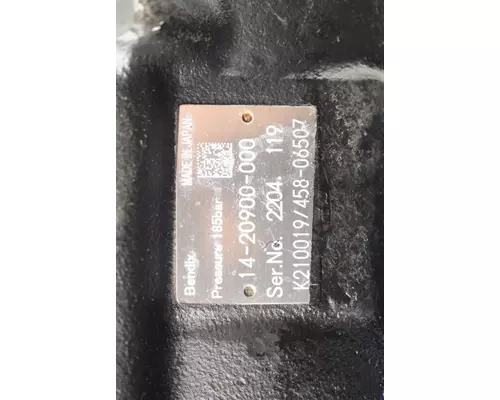 MADE IN JAPAN
Bendix
Pressure 185bar
14-20900-000
Ser.No. 2204. 119
K210019/458-06507